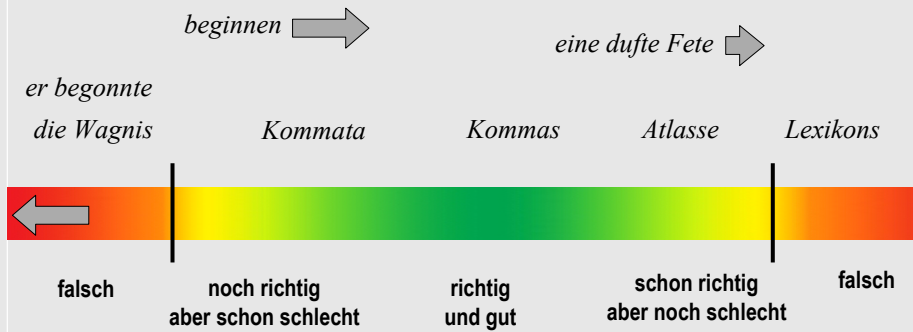 beginnen
eine dufte Fete
er begonnte
die Wagnis
Kommata
Kommas
Atlasse
Lexikons
falsch
noch richtig
aber schon schlecht
richtig
und gut
schon richtig
aber noch schlecht
falsch